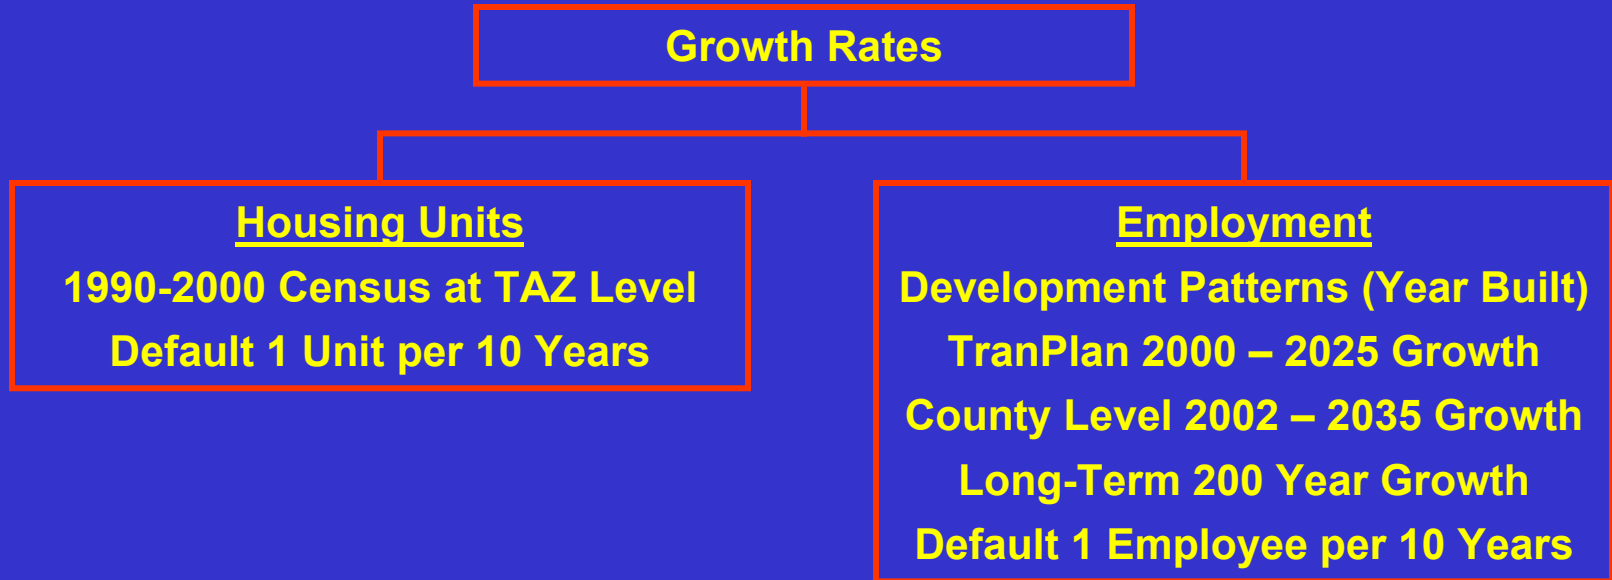 Growth Rates
Housing Units
1990-2000 Census at TAZ Level
Default 1 Unit per 10 Years
Employment
Development Patterns (Year Built)
TranPlan 2000 – 2025 Growth
County Level 2002 – 2035 Growth
Long-Term 200 Year Growth
Default 1 Employee per 10 Years